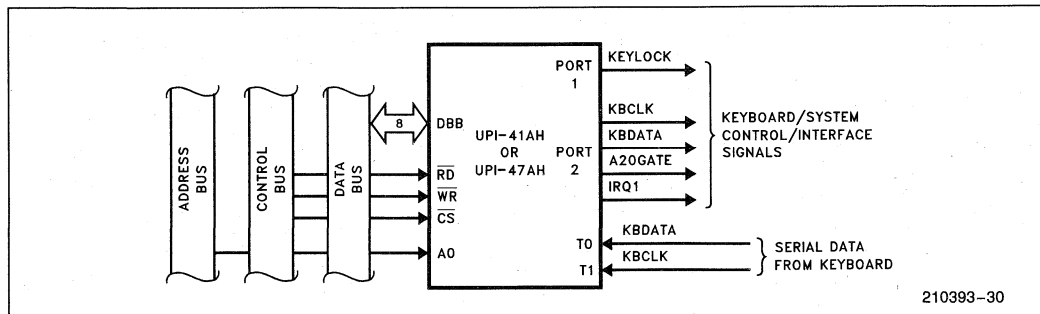 ADDRESS
BUS
CONTROL
BUS
DATA
BUS
8
DBB
RD
WR
CS
A0
UPI-41AH
OR
UPI-47AH
PORT
1
PORT
2
T0
T1
KEYLOCK
KBCLK
KBDATA
A20GATE
IRQ1
KBDATA
KBCLK
KEYBOARD/SYSTEM
CONTROL/INTERFACE
SIGNALS
SERIAL DATA
FROM KEYBOARD
210393-30